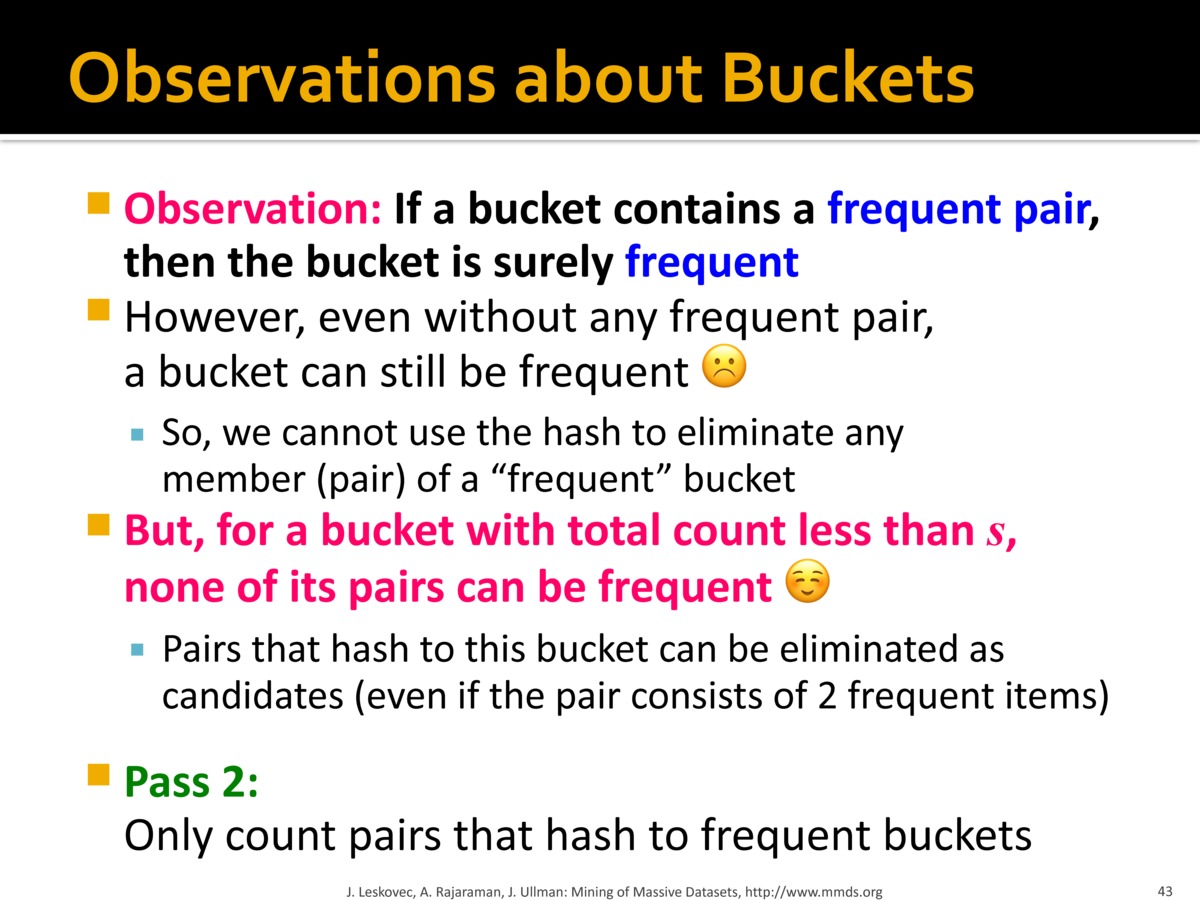 Observations about Buckets
Observation: If a bucket contains a frequent pair,
then the bucket is surely frequent
However, even without any frequent pair,
a bucket can still be frequent ☹️
So, we cannot use the hash to eliminate any
member (pair) of a “frequent” bucket
But, for a bucket with total count less than s,
none of its pairs can be frequent ☺️
Pairs that hash to this bucket can be eliminated as
candidates (even if the pair consists of 2 frequent items)
Pass 2:
Only count pairs that hash to frequent buckets
J. Leskovec, A. Rajaraman, J. Ullman: Mining of Massive Datasets, http://www.mmds.org
43